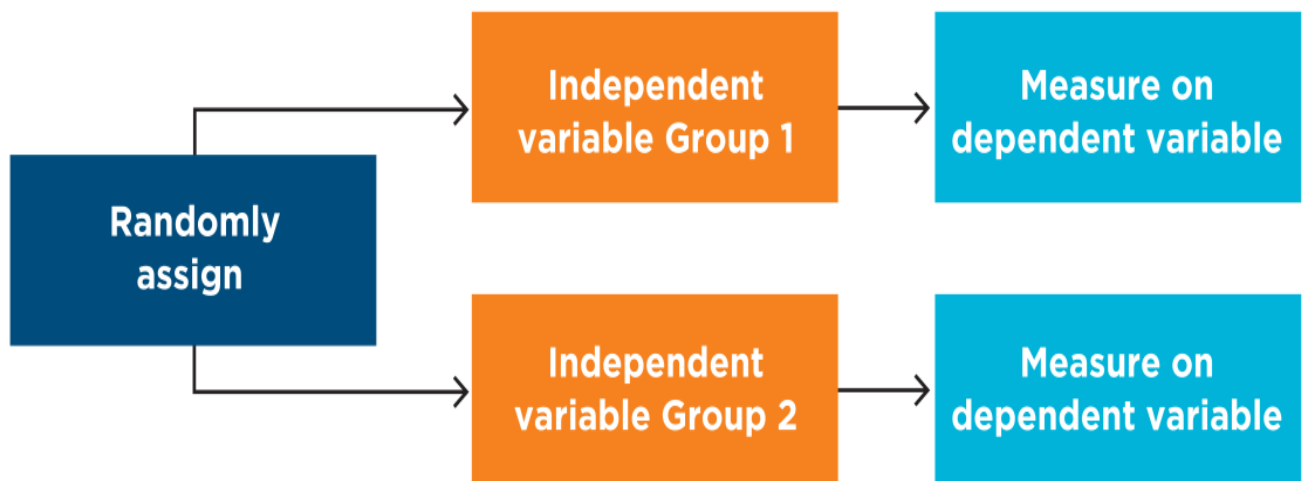 Randomly
assign
Independent
variable Group 1
Measure on
dependent variable
Independent
variable Group 2
Measure on
dependent variable